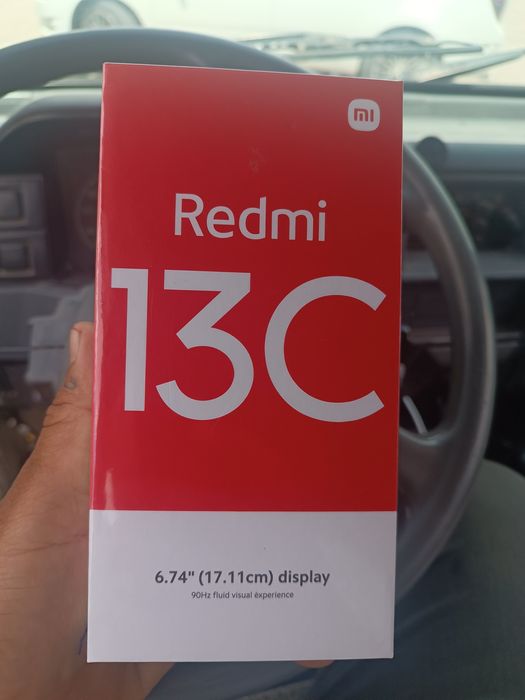 mi
Redmi
13C
6.74" (17.11cm) display
90Hz fluid visual experience